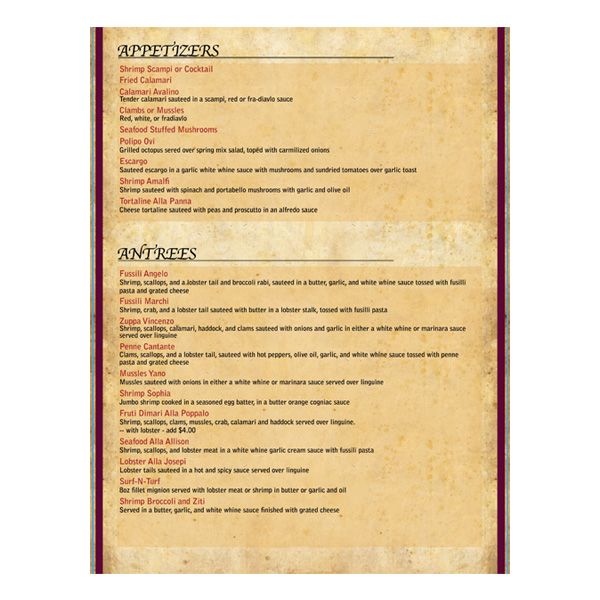 APPETIZERS
Shrimp Scampi or Cocktail
Fried Calamari
Calamari Avalino
Tender calamari sauteed in a scampi, red or fra-diavlo sauce
Clambs or Mussles
Red, white, or fradiavlo
Seafood Stuffed Mushrooms
Polipo Ovi
Grilled octopus sered over spring mix salad, toped with carmilized onions
Escargo
Sauteed escargo in a garlic white whine sauce with mushrooms and sundried tomatoes over garlic toast
Shrimp Amalfi
Shrimp sauteed with spinach and portabello mushrooms with garlic and olive oil
Tortaline Alla Panna
Cheese tortaline sauteed with peas and proscutto in an alfredo sauce
ANTREES
Fussili Angelo
Shrimp, scallops, and a lobster tail and broccoli rabi, sauteed in a butter, garlic, and white whine sauce tossed with fusilli
pasta and grated cheese
Fussili Marchi
Shrimp, crab, and a lobster tail sauteed with butter in a lobster stalk, tossed with fusilli pasta
Zuppa Vincenzo
Shrimp, scallops, calamari, haddock, and clams sauteed with onions and garlic in either a white whine or marinara sauce
served over linguine
Penne Cantante
Clams, scallops, and a lobster tail, sauteed with hot peppers, olive oil, garlic, and white whine sauce tossed with penne
pasta and grated cheese
Mussles Yano
Mussles sauteed with onions in either a white whine or marinara sauce served over linguine
Shrimp Sophia
Jumbo shrimp cooked in a seasoned egg batter, in a butter orange cogniac sauce
Fruti Dimari Alla Poppalo
Shrimp, scallops, clams, mussles, crab, calamari and haddock served over linguine.
-- with lobster - add $4.00
Seafood Alla Allison
Shrimp, scallops, and lobster meat in a white whine garlic cream sauce with fussili pasta
Lobster Alla Josepi
Lobster tails sauteed in a hot and spicy sauce served over linguine
Surf-N-Turf
8oz fillet mignion served with lobster meat or shrimp in butter or garlic and oil
Shrimp Broccoli and Ziti
Served in a butter, garlic, and white whine sauce finished with grated cheese